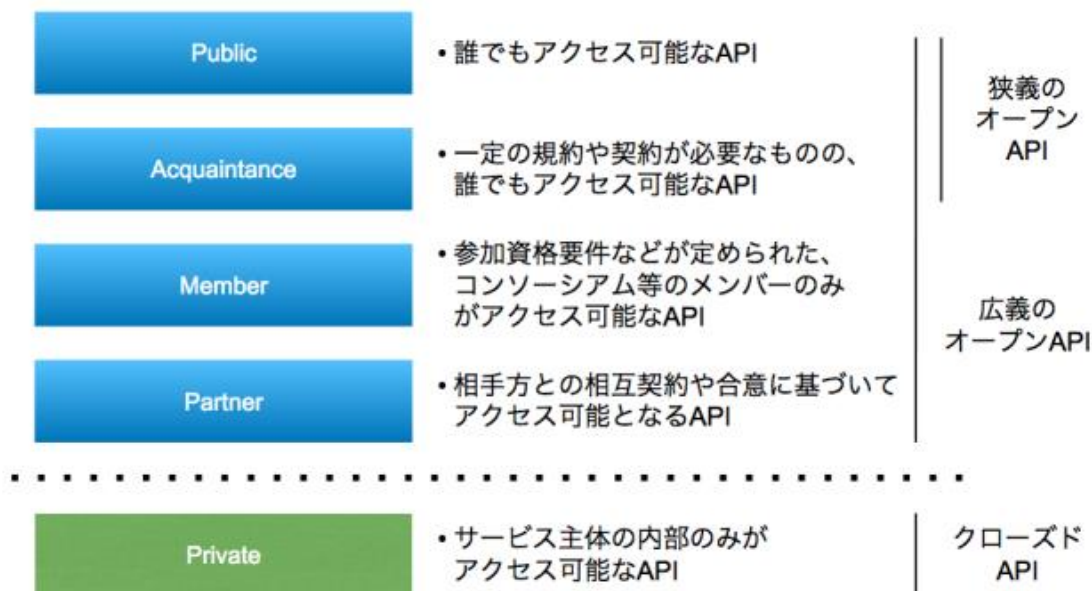 Public
• 誰でもアクセス可能なAPI
Acquaintance
• 一定の規約や契約が必要なものの、
誰でもアクセス可能なAPI
狭義の
オープン
API
Member
• 参加資格要件などが定められた、
コンソーシアム等のメンバーのみ
がアクセス可能なAPI
Partner
• 相手方との相互契約や合意に基づいて
アクセス可能となるAPI
広義の
オープンAPI
Private
• サービス主体の内部のみが
アクセス可能なAPI
クローズド
API